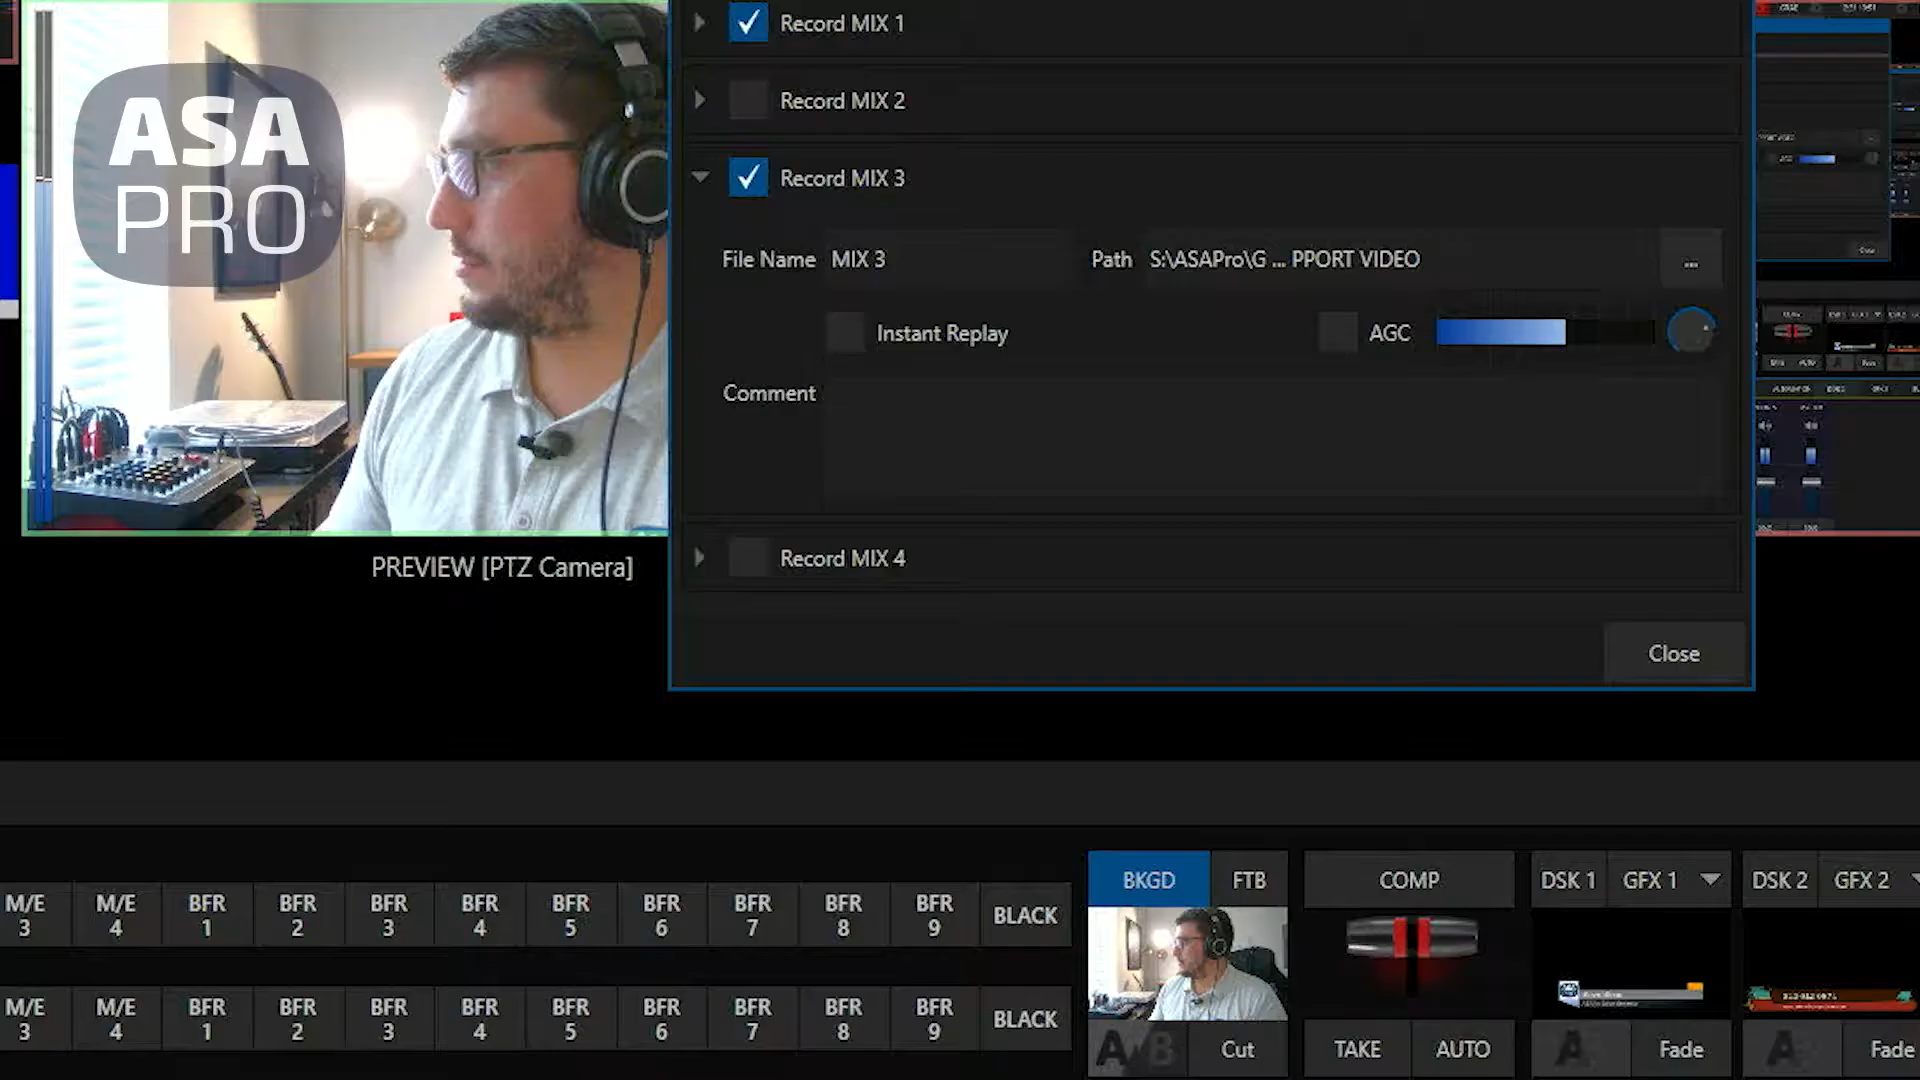 ASA
PRO
Record MIX 1
Record MIX 2
Record MIX 3
File Name MIX 3 Path S:\ASAPro\G ... PPORT VIDEO ...
Instant Replay AGC
Comment
Record MIX 4
Close
PREVIEW [PTZ Camera]
BKGD FTB COMP DSK 1 GFX 1 DSK 2 GFX 2
M/E 3 M/E 4 BFR 1 BFR 2 BFR 3 BFR 4 BFR 5 BFR 6 BFR 7 BFR 8 BFR 9 BLACK
M/E 3 M/E 4 BFR 1 BFR 2 BFR 3 BFR 4 BFR 5 BFR 6 BFR 7 BFR 8 BFR 9 BLACK
A B Cut TAKE AUTO A Fade A Fade